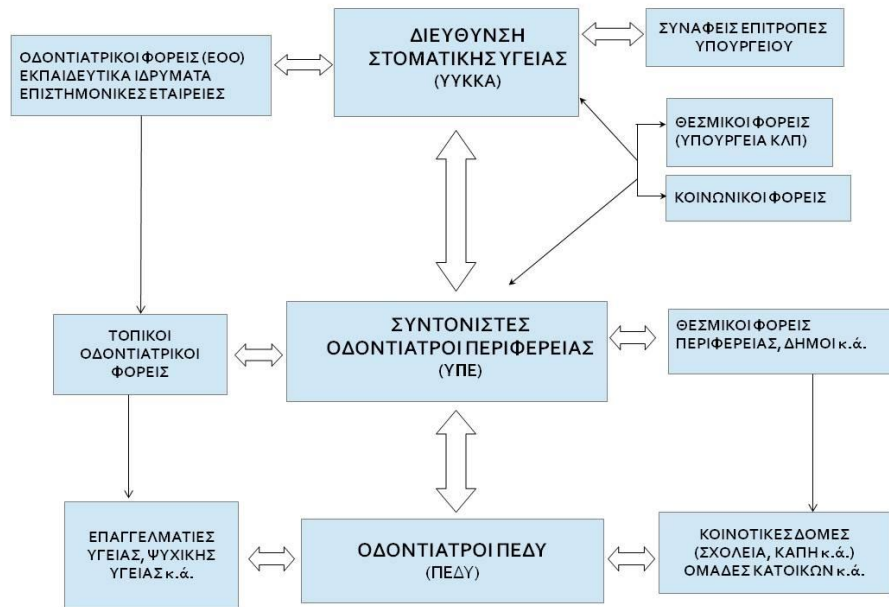 ΔΙΕΥΘΥΝΣΗ
ΣΤΟΜΑΤΙΚΗΣ ΥΓΕΙΑΣ
(ΥΥΚΚΑ)
ΣΥΝΑΦΕΙΣ ΕΠΙΤΡΟΠΕΣ
ΥΠΟΥΡΓΕΙΟΥ
ΟΔΟΝΤΙΑΤΡΙΚΟΙ ΦΟΡΕΙΣ (ΕΟΟ)
ΕΚΠΑΙΔΕΥΤΙΚΑ ΙΔΡΥΜΑΤΑ
ΕΠΙΣΤΗΜΟΝΙΚΕΣ ΕΤΑΙΡΕΙΕΣ
ΘΕΣΜΙΚΟΙ ΦΟΡΕΙΣ
(ΥΠΟΥΡΓΕΙΑ ΚΛΠ)
ΚΟΙΝΩΝΙΚΟΙ ΦΟΡΕΙΣ
ΤΟΠΙΚΟΙ
ΟΔΟΝΤΙΑΤΡΙΚΟΙ
ΦΟΡΕΙΣ
ΣΥΝΤΟΝΙΣΤΕΣ
ΟΔΟΝΤΙΑΤΡΟΙ ΠΕΡΙΦΕΡΕΙΑΣ
(ΥΠΕ)
ΘΕΣΜΙΚΟΙ ΦΟΡΕΙΣ
ΠΕΡΙΦΕΡΕΙΑΣ, ΔΗΜΟΙ κ.ά.
ΕΠΑΓΓΕΛΜΑΤΙΕΣ
ΥΓΕΙΑΣ, ΨΥΧΙΚΗΣ
ΥΓΕΙΑΣ κ.ά.
ΟΔΟΝΤΙΑΤΡΟΙ ΠΕΔΥ
(ΠΕΔΥ)
ΚΟΙΝΟΤΙΚΕΣ ΔΟΜΕΣ
(ΣΧΟΛΕΙΑ, ΚΑΠΗ κ.ά.)
ΟΜΑΔΕΣ ΚΑΤΟΙΚΩΝ κ.ά.